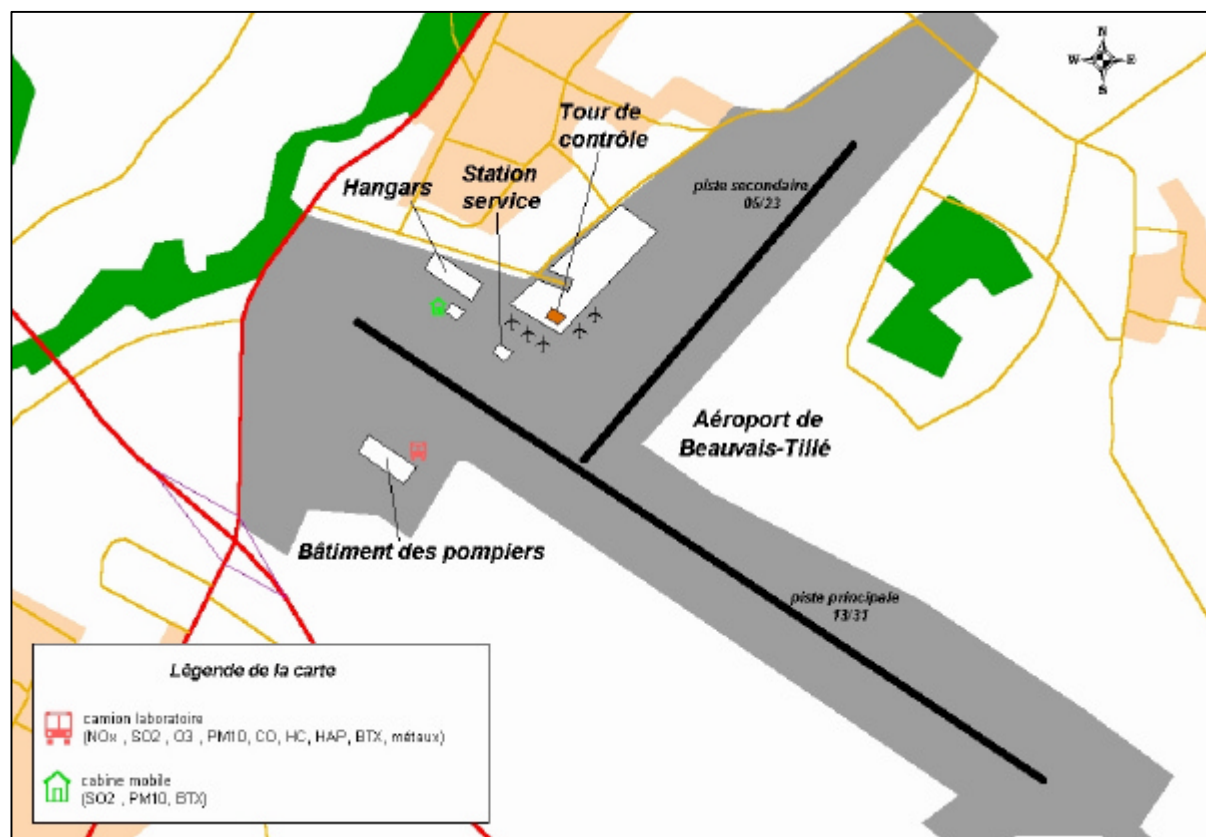 N
W E
S
Tour de
contrôle
Hangars
Station
service
piste secondaire
05/23
Aéroport de
Beauvais-Tillé
Bâtiment des pompiers
piste principale
13/31
Légende de la carte
camion laboratoire
(NOx , SO2 , O3 , PM10, CO, HC, HAP, BTX, métaux)
cabine mobile
(SO2 , PM10, BTX)